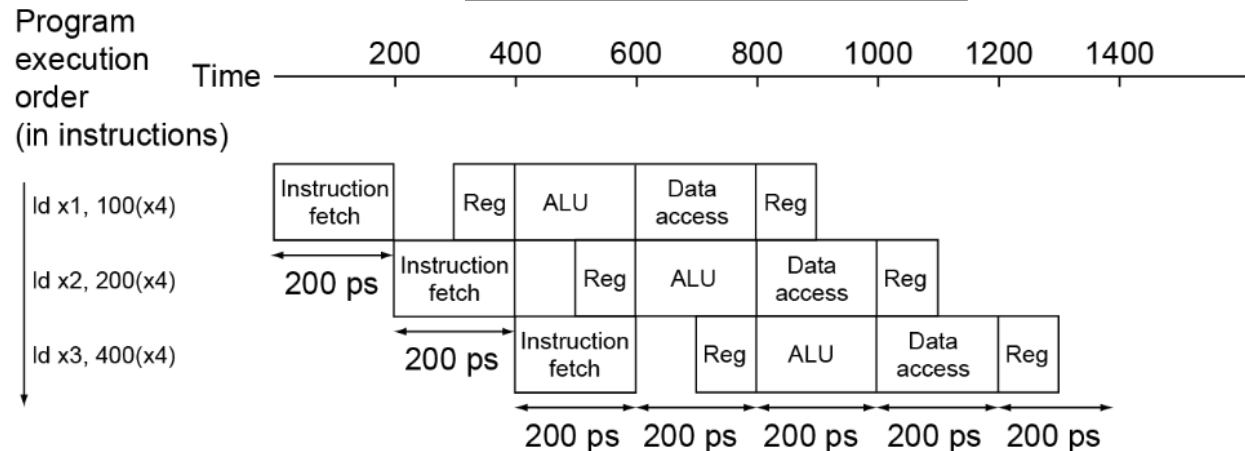 Program
execution
order
(in instructions)
Time
200 400 600 800 1000 1200 1400
ld x1, 100(x4)
Instruction
fetch
Reg
ALU
Data
access
Reg
200 ps
ld x2, 200(x4)
Instruction
fetch
Reg
ALU
Data
access
Reg
200 ps
ld x3, 400(x4)
Instruction
fetch
Reg
ALU
Data
access
Reg
200 ps 200 ps 200 ps 200 ps 200 ps